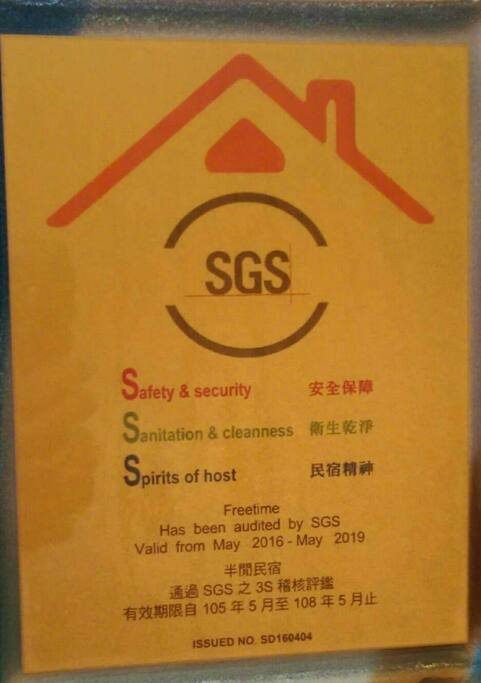 SGS
Safety & security 安全保障
Sanitation & cleanness 衛生乾淨
Spirits of host 民宿精神
Freetime
Has been audited by SGS
Valid from May 2016 - May 2019
半閒民宿
通過 SGS 之 3S 稽核評鑑
有效期限自 105 年 5 月至 108 年 5 月止
ISSUED NO. SD160404